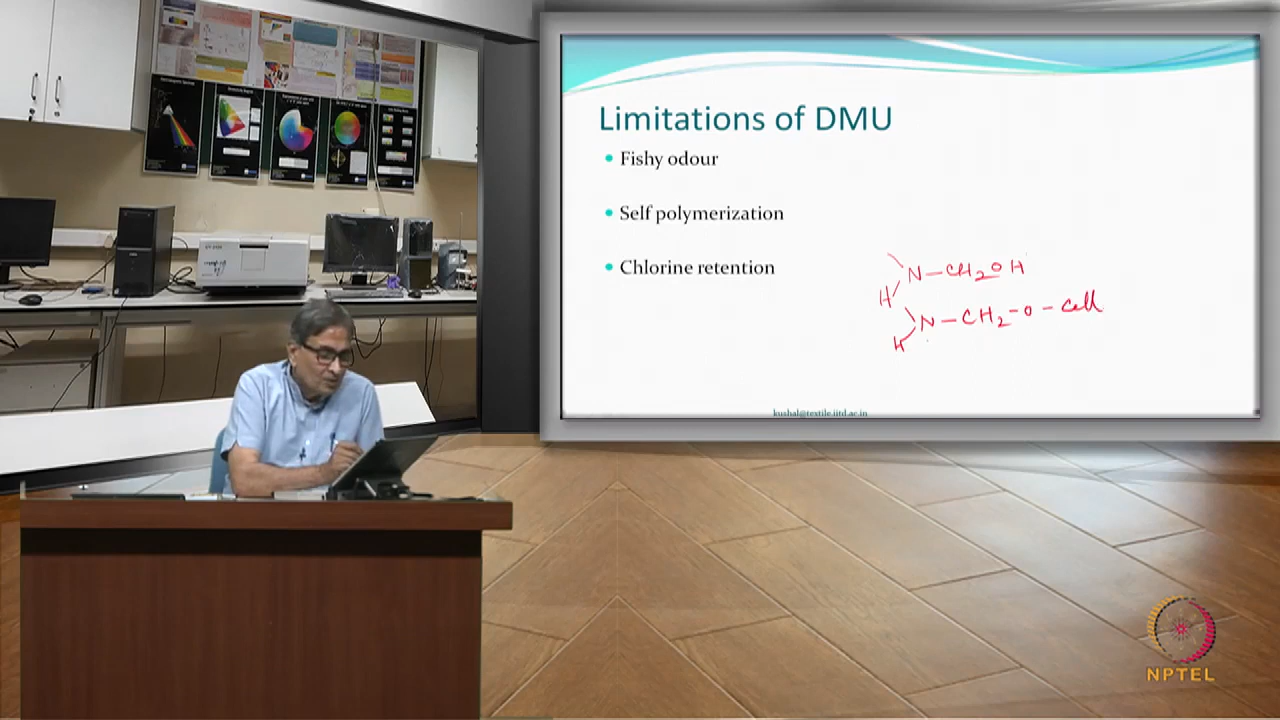 Limitations of DMU
Fishy odour
Self polymerization
Chlorine retention
N – CH2OH
H
N – CH2 – O – Cell
H
kushal@textile.iitd.ac.in
NPTEL